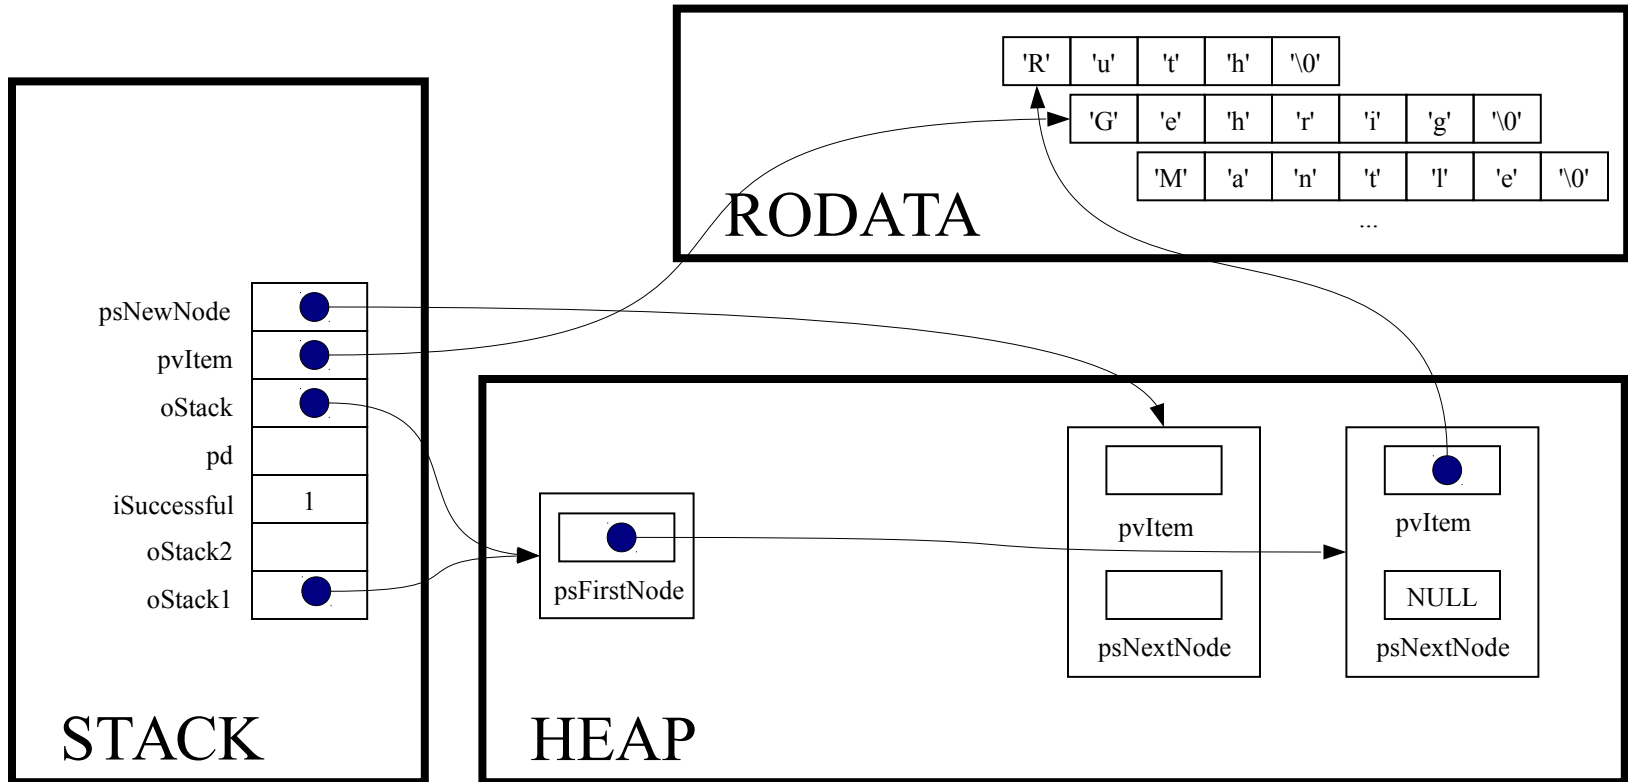 'R' 'u' 't' 'h' '\0'
'G' 'e' 'h' 'r' 'i' 'g' '\0'
'M' 'a' 'n' 't' 'l' 'e' '\0'
...
RODATA
psNewNode
pvItem
oStack
pd
iSuccessful 1
oStack2
oStack1
STACK
psFirstNode
pvItem
psNextNode
pvItem
NULL
psNextNode
HEAP